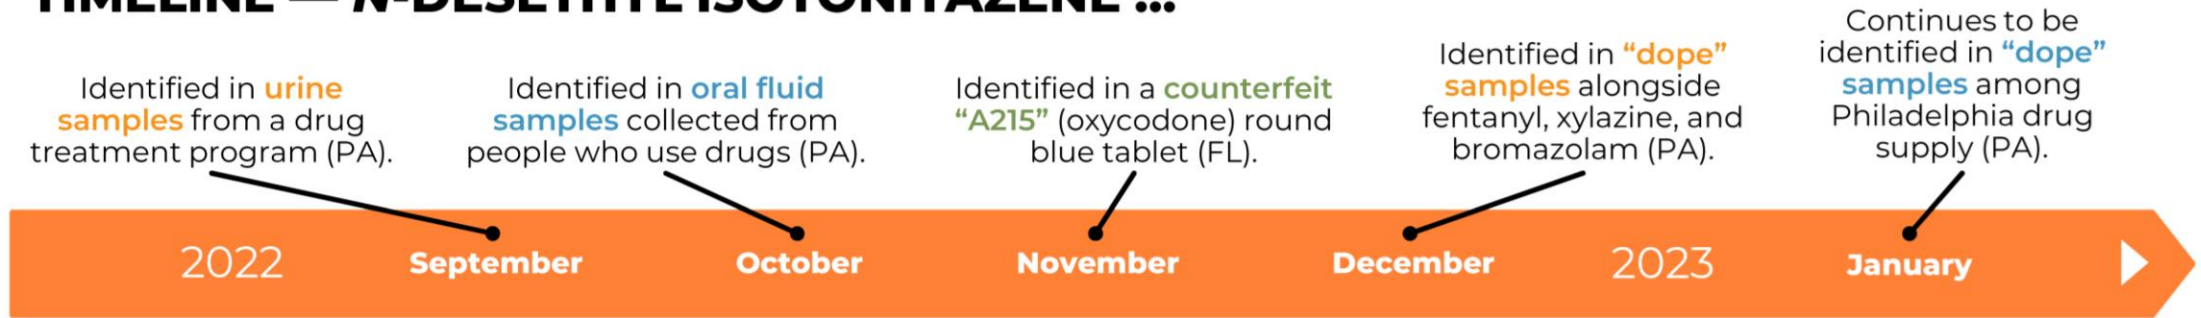 TIMELINE — N-DESETHYL ISOTONITAZENE ...
Identified in urine
samples from a drug
treatment program (PA).
Identified in oral fluid
samples collected from
people who use drugs (PA).
Identified in a counterfeit
“A215” (oxycodone) round
blue tablet (FL).
Identified in “dope”
samples alongside
fentanyl, xylazine, and
bromazolam (PA).
Continues to be
identified in “dope”
samples among
Philadelphia drug
supply (PA).
2022 September October November December 2023 January